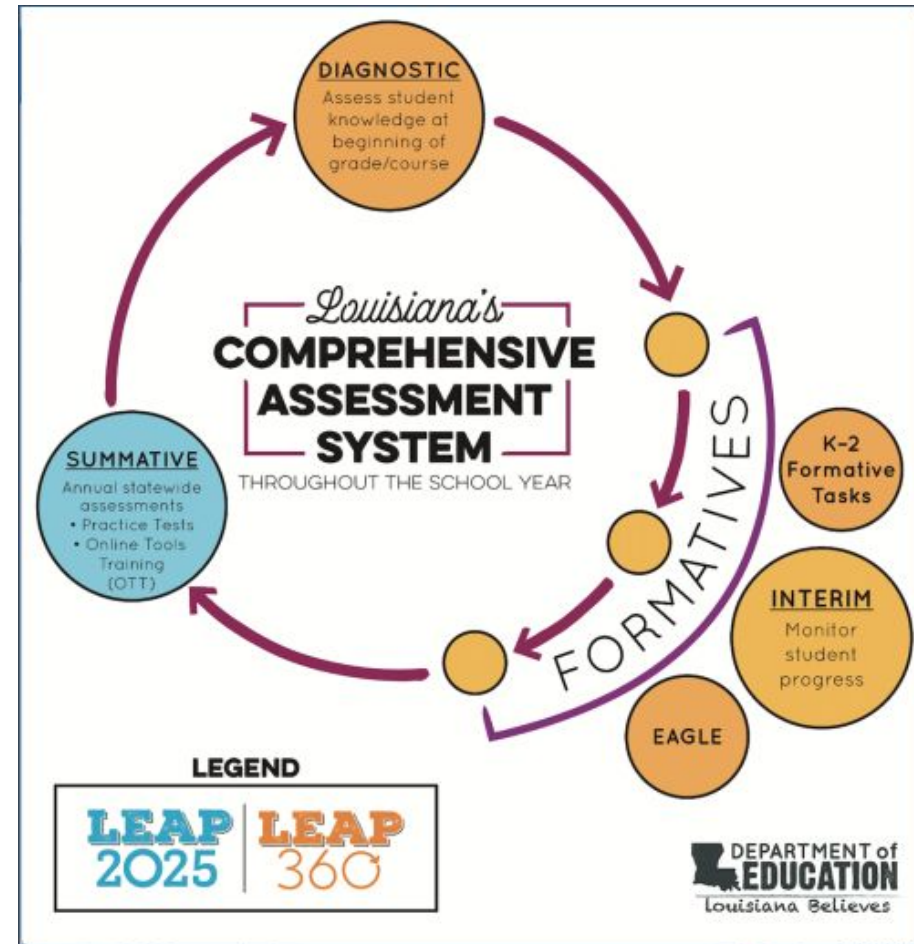 DIAGNOSTIC
Assess student
knowledge at
beginning of
grade/course
Louisiana's
COMPREHENSIVE
ASSESSMENT
SYSTEM
THROUGHOUT THE SCHOOL YEAR
SUMMATIVE
Annual statewide
assessments
• Practice Tests
• Online Tools
Training
(OTT)
FORMATIVES
K-2
Formative
Tasks
INTERIM
Monitor
student
progress
EAGLE
LEGEND
LEAP
2025
LEAP
360
DEPARTMENT of
EDUCATION
Louisiana Believes